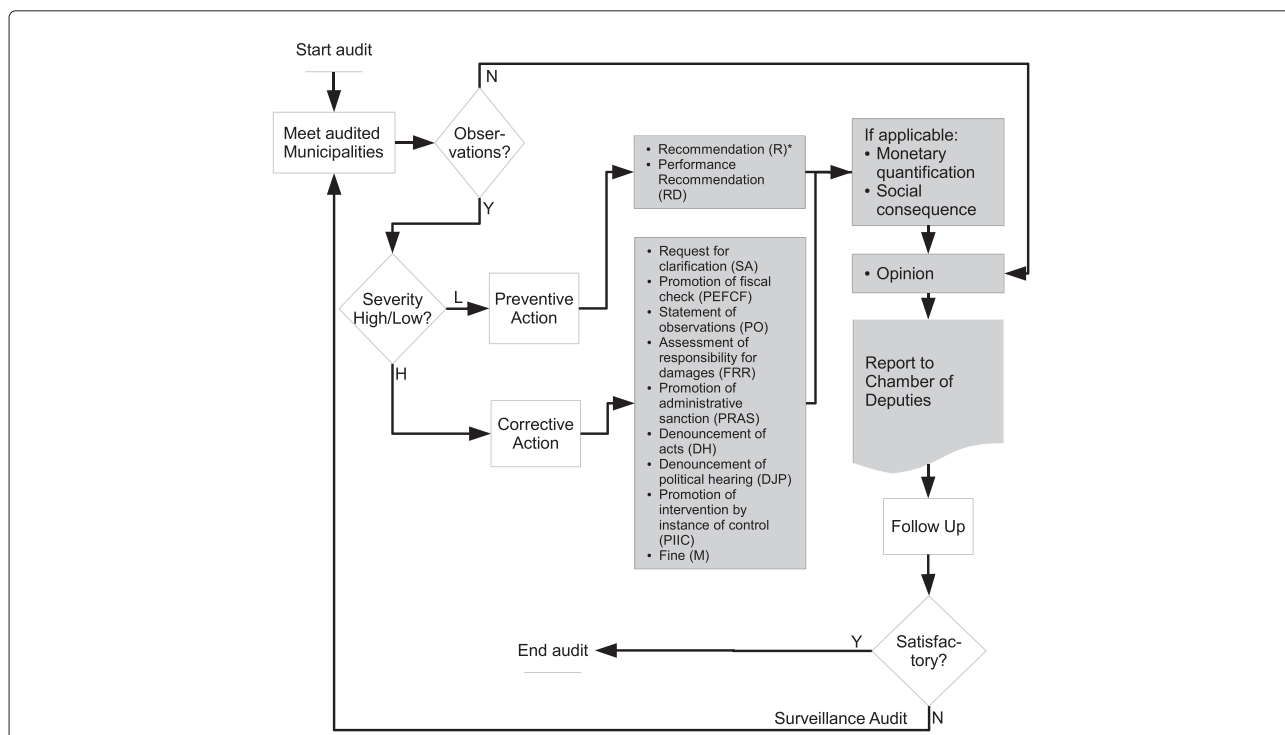 Start audit
N
Meet audited
Municipalities
Obser-
vations?
Y
Severity
High/Low?
L
H
Preventive
Action
Corrective
Action
• Recommendation (R)*
• Performance
Recommendation
(RD)
• Request for
clarification (SA)
• Promotion of fiscal
check (PEFCF)
• Statement of
observations (PO)
• Assessment of
responsibility for
damages (FRR)
• Promotion of
administrative
sanction (PRAS)
• Denouncement of
acts (DH)
• Denouncement of
political hearing (DJP)
• Promotion of
intervention by
instance of control
(PIIC)
• Fine (M)
If applicable:
• Monetary
quantification
• Social
consequence
• Opinion
Report to
Chamber of
Deputies
Follow Up
Satisfac-
tory?
Y
End audit
N
Surveillance Audit